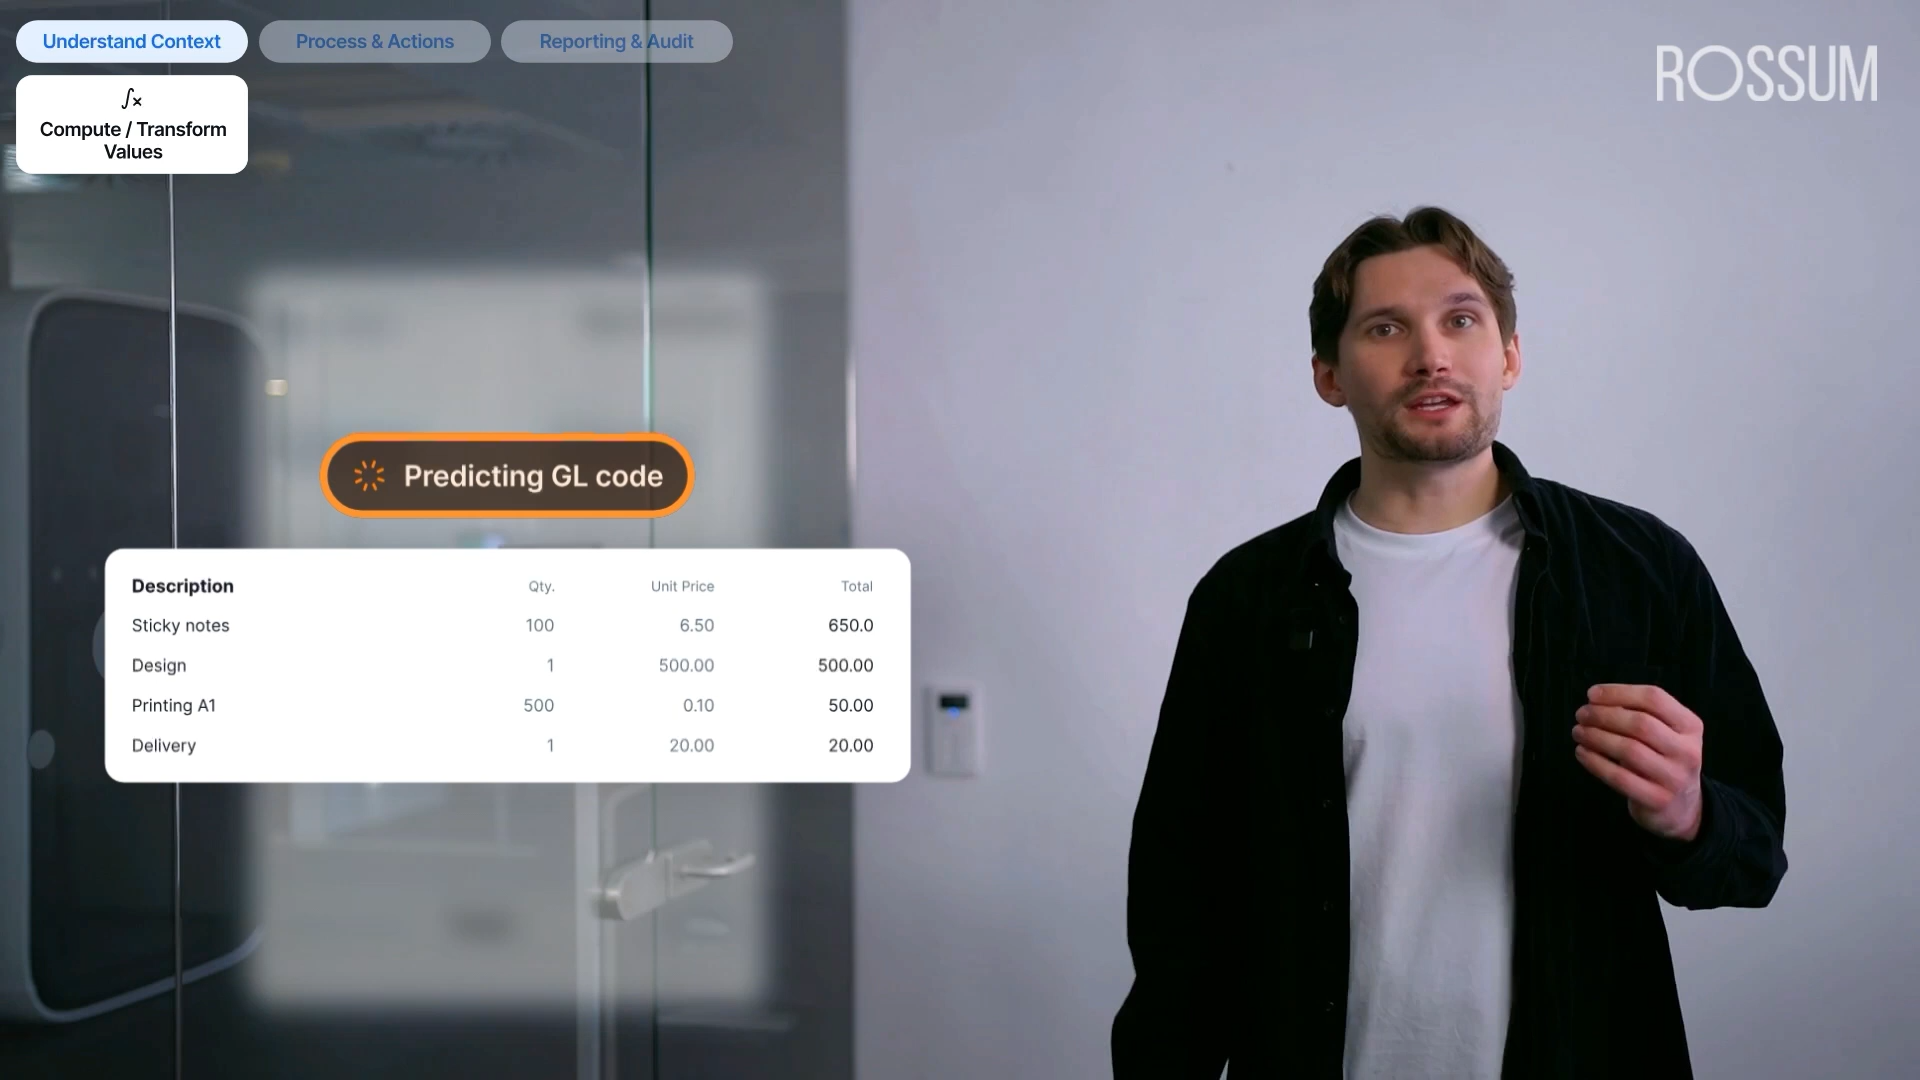 Understand Context
Process & Actions
Reporting & Audit
ROSSUM
∫x
Compute / Transform
Values
Predicting GL code
Description Qty. Unit Price Total
Sticky notes 100 6.50 650.0
Design 1 500.00 500.00
Printing A1 500 0.10 50.00
Delivery 1 20.00 20.00